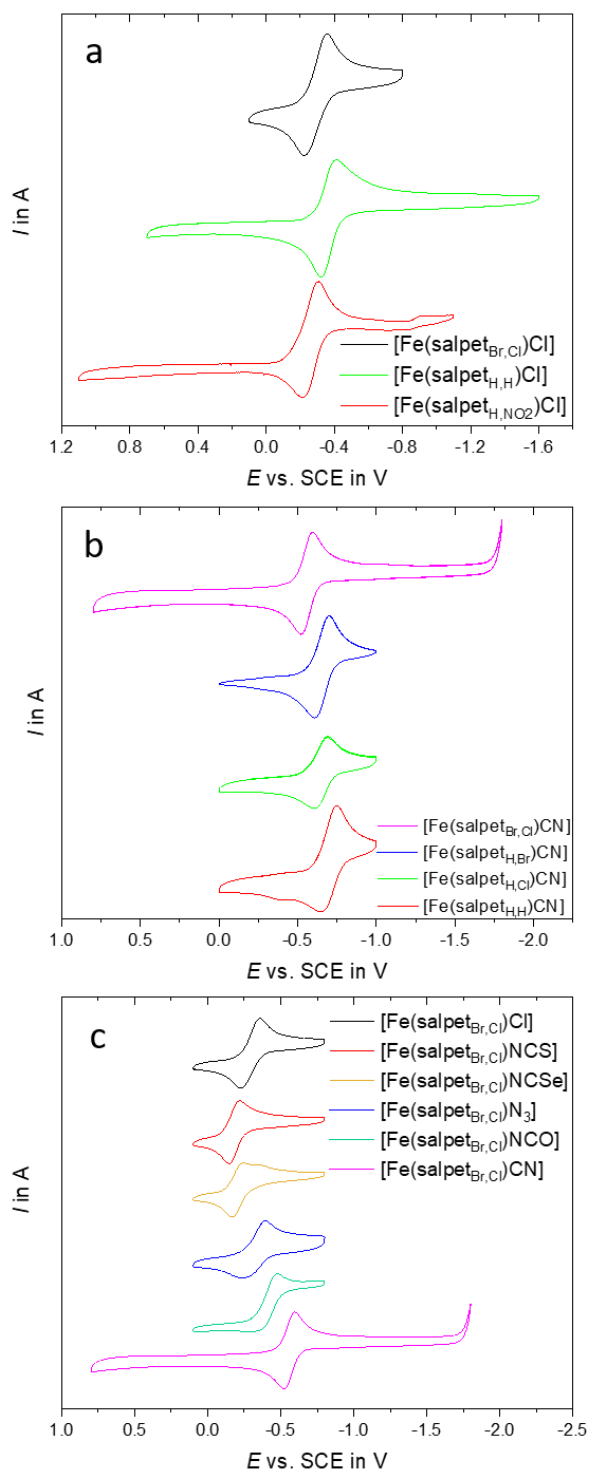 a
I in A
[Fe(salpetBr,Cl)Cl]
[Fe(salpetH,H)Cl]
[Fe(salpetH,NO2)Cl]
1.2 0.8 0.4 0.0 -0.4 -0.8 -1.2 -1.6
E vs. SCE in V
b
I in A
[Fe(salpetBr,Cl)CN]
[Fe(salpetH,Br)CN]
[Fe(salpetH,Cl)CN]
[Fe(salpetH,H)CN]
1.0 0.5 0.0 -0.5 -1.0 -1.5 -2.0
E vs. SCE in V
c
I in A
[Fe(salpetBr,Cl)Cl]
[Fe(salpetBr,Cl)NCS]
[Fe(salpetBr,Cl)NCSe]
[Fe(salpetBr,Cl)N3]
[Fe(salpetBr,Cl)NCO]
[Fe(salpetBr,Cl)CN]
1.0 0.5 0.0 -0.5 -1.0 -1.5 -2.0 -2.5
E vs. SCE in V